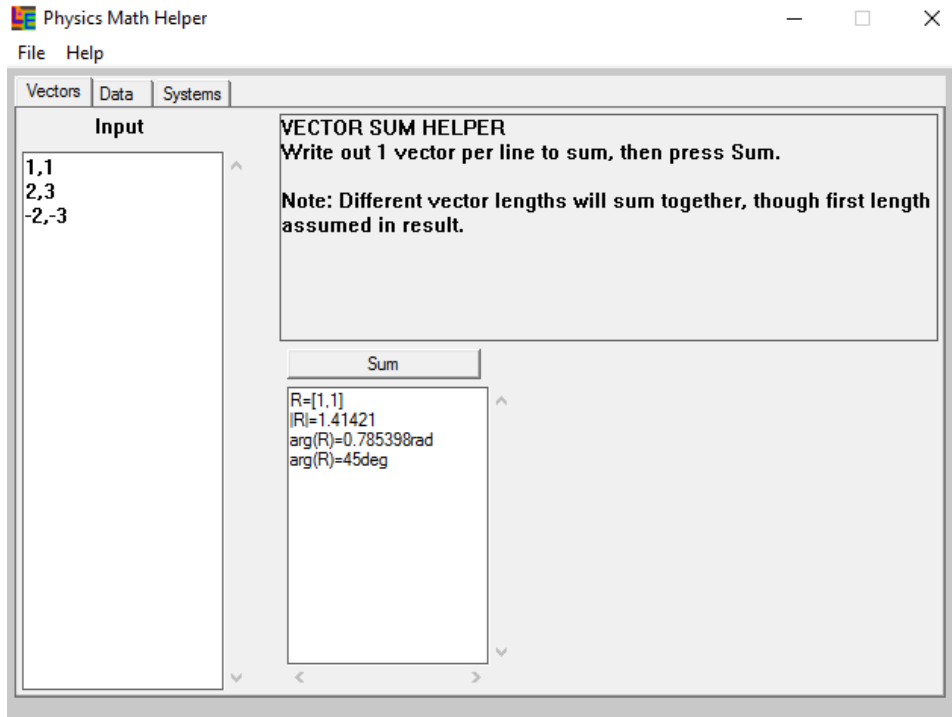 Physics Math Helper
File Help
Vectors Data Systems
Input
1,1
2,3
-2,-3
VECTOR SUM HELPER
Write out 1 vector per line to sum, then press Sum.
Note: Different vector lengths will sum together, though first length
assumed in result.
Sum
R=[1,1]
|R|=1.41421
arg(R)=0.785398rad
arg(R)=45deg